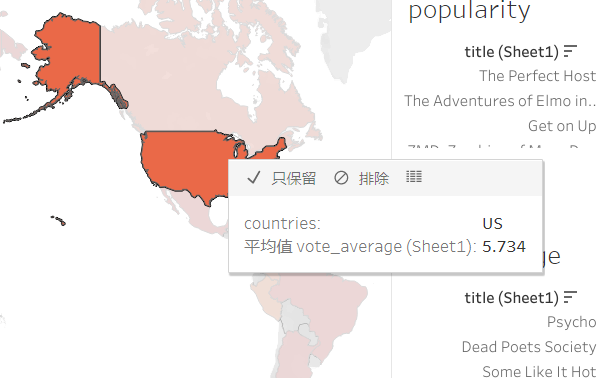 popularity
title (Sheet1)
The Perfect Host
The Adventures of Elmo in..
Get on Up
只保留 排除
countries: US
平均值 vote_average (Sheet1): 5.734
title (Sheet1)
Psycho
Dead Poets Society
Some Like It Hot